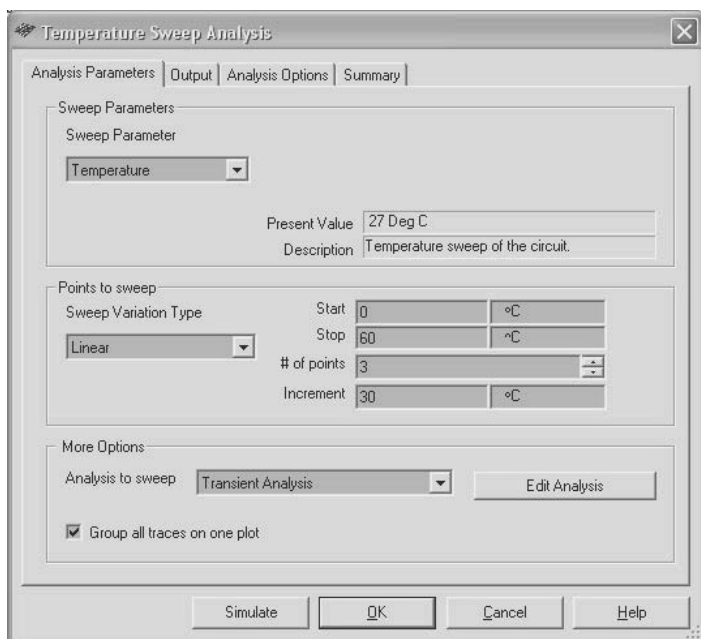 Temperature Sweep Analysis
Analysis Parameters Output Analysis Options Summary
Sweep Parameters
Sweep Parameter
Temperature
Present Value 27 Deg C
Description Temperature sweep of the circuit.
Points to sweep
Sweep Variation Type
Linear
Start 0 ºC
Stop 60 ºC
# of points 3
Increment 30 ºC
More Options
Analysis to sweep Transient Analysis Edit Analysis
Group all traces on one plot
Simulate OK Cancel Help